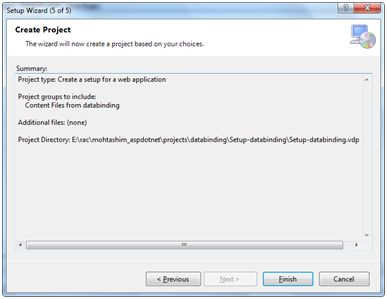 Setup Wizard (5 of 5)
Create Project
The wizard will now create a project based on your choices.
Summary:
Project type: Create a setup for a web application
Project groups to include:
Content Files from databinding
Additional files: (none)
Project Directory: E:\rac\mohtashim_aspdotnet\projects\databinding\Setup-databinding\Setup-databinding.vdp
< Previous
Next >
Finish
Cancel